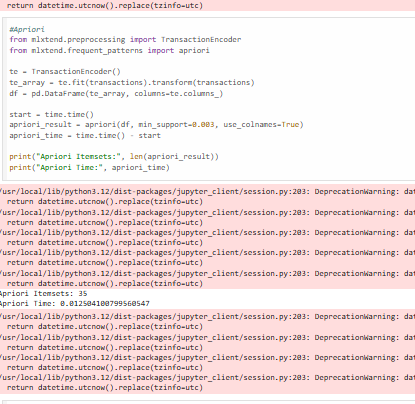 return datetime.utcnow().replace(tzinfo=utc)
#Apriori
from mlxtend.preprocessing import TransactionEncoder
from mlxtend.frequent_patterns import apriori
te = TransactionEncoder()
te_array = te.fit(transactions).transform(transactions)
df = pd.DataFrame(te_array, columns=te.columns_)
start = time.time()
apriori_result = apriori(df, min_support=0.003, use_colnames=True)
apriori_time = time.time() - start
print("Apriori Itemsets:", len(apriori_result))
print("Apriori Time:", apriori_time)
/usr/local/lib/python3.12/dist-packages/jupyter_client/session.py:203: DeprecationWarning: dat
return datetime.utcnow().replace(tzinfo=utc)
/usr/local/lib/python3.12/dist-packages/jupyter_client/session.py:203: DeprecationWarning: dat
return datetime.utcnow().replace(tzinfo=utc)
/usr/local/lib/python3.12/dist-packages/jupyter_client/session.py:203: DeprecationWarning: dat
return datetime.utcnow().replace(tzinfo=utc)
/usr/local/lib/python3.12/dist-packages/jupyter_client/session.py:203: DeprecationWarning: dat
return datetime.utcnow().replace(tzinfo=utc)
/usr/local/lib/python3.12/dist-packages/jupyter_client/session.py:203: DeprecationWarning: dat
return datetime.utcnow().replace(tzinfo=utc)
Apriori Itemsets: 35
Apriori Time: 0.012504100799560547
/usr/local/lib/python3.12/dist-packages/jupyter_client/session.py:203: DeprecationWarning: dat
return datetime.utcnow().replace(tzinfo=utc)
/usr/local/lib/python3.12/dist-packages/jupyter_client/session.py:203: DeprecationWarning: dat
return datetime.utcnow().replace(tzinfo=utc)
/usr/local/lib/python3.12/dist-packages/jupyter_client/session.py:203: DeprecationWarning: dat
return datetime.utcnow().replace(tzinfo=utc)
/usr/local/lib/python3.12/dist-packages/jupyter_client/session.py:203: DeprecationWarning: dat
return datetime.utcnow().replace(tzinfo=utc)